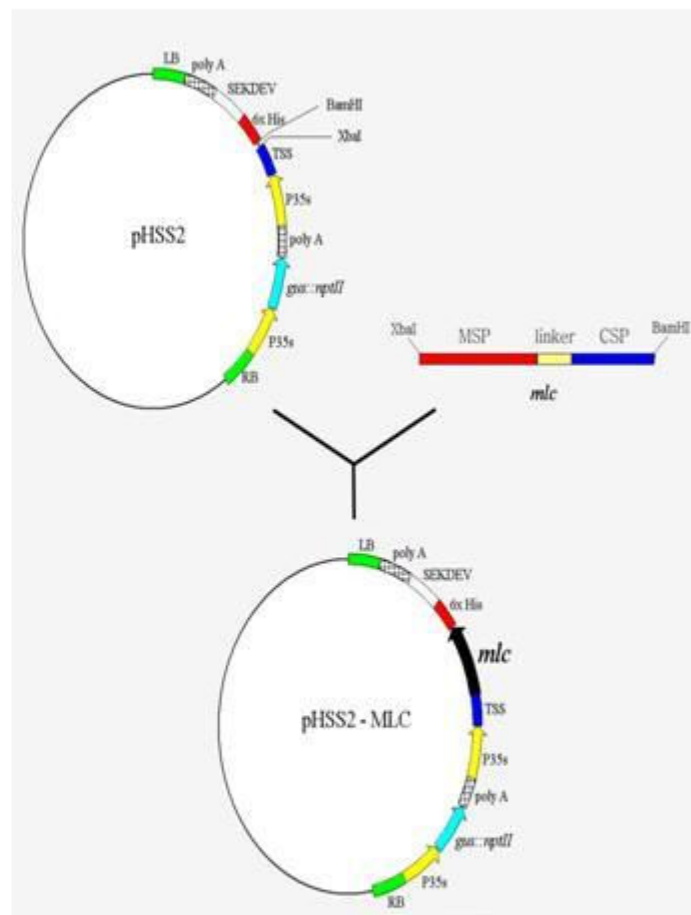 LB
poly A
SEKDEV
BamHI
6x His
XbaI
TSS
P35s
pHSS2
poly A
gus::nptII
P35s
RB
XbaI MSP linker CSP BamHI
mlc
LB
poly A
SEKDEV
6x His
mlc
TSS
pHSS2 - MLC
P35s
poly A
gus::nptII
P35s
RB